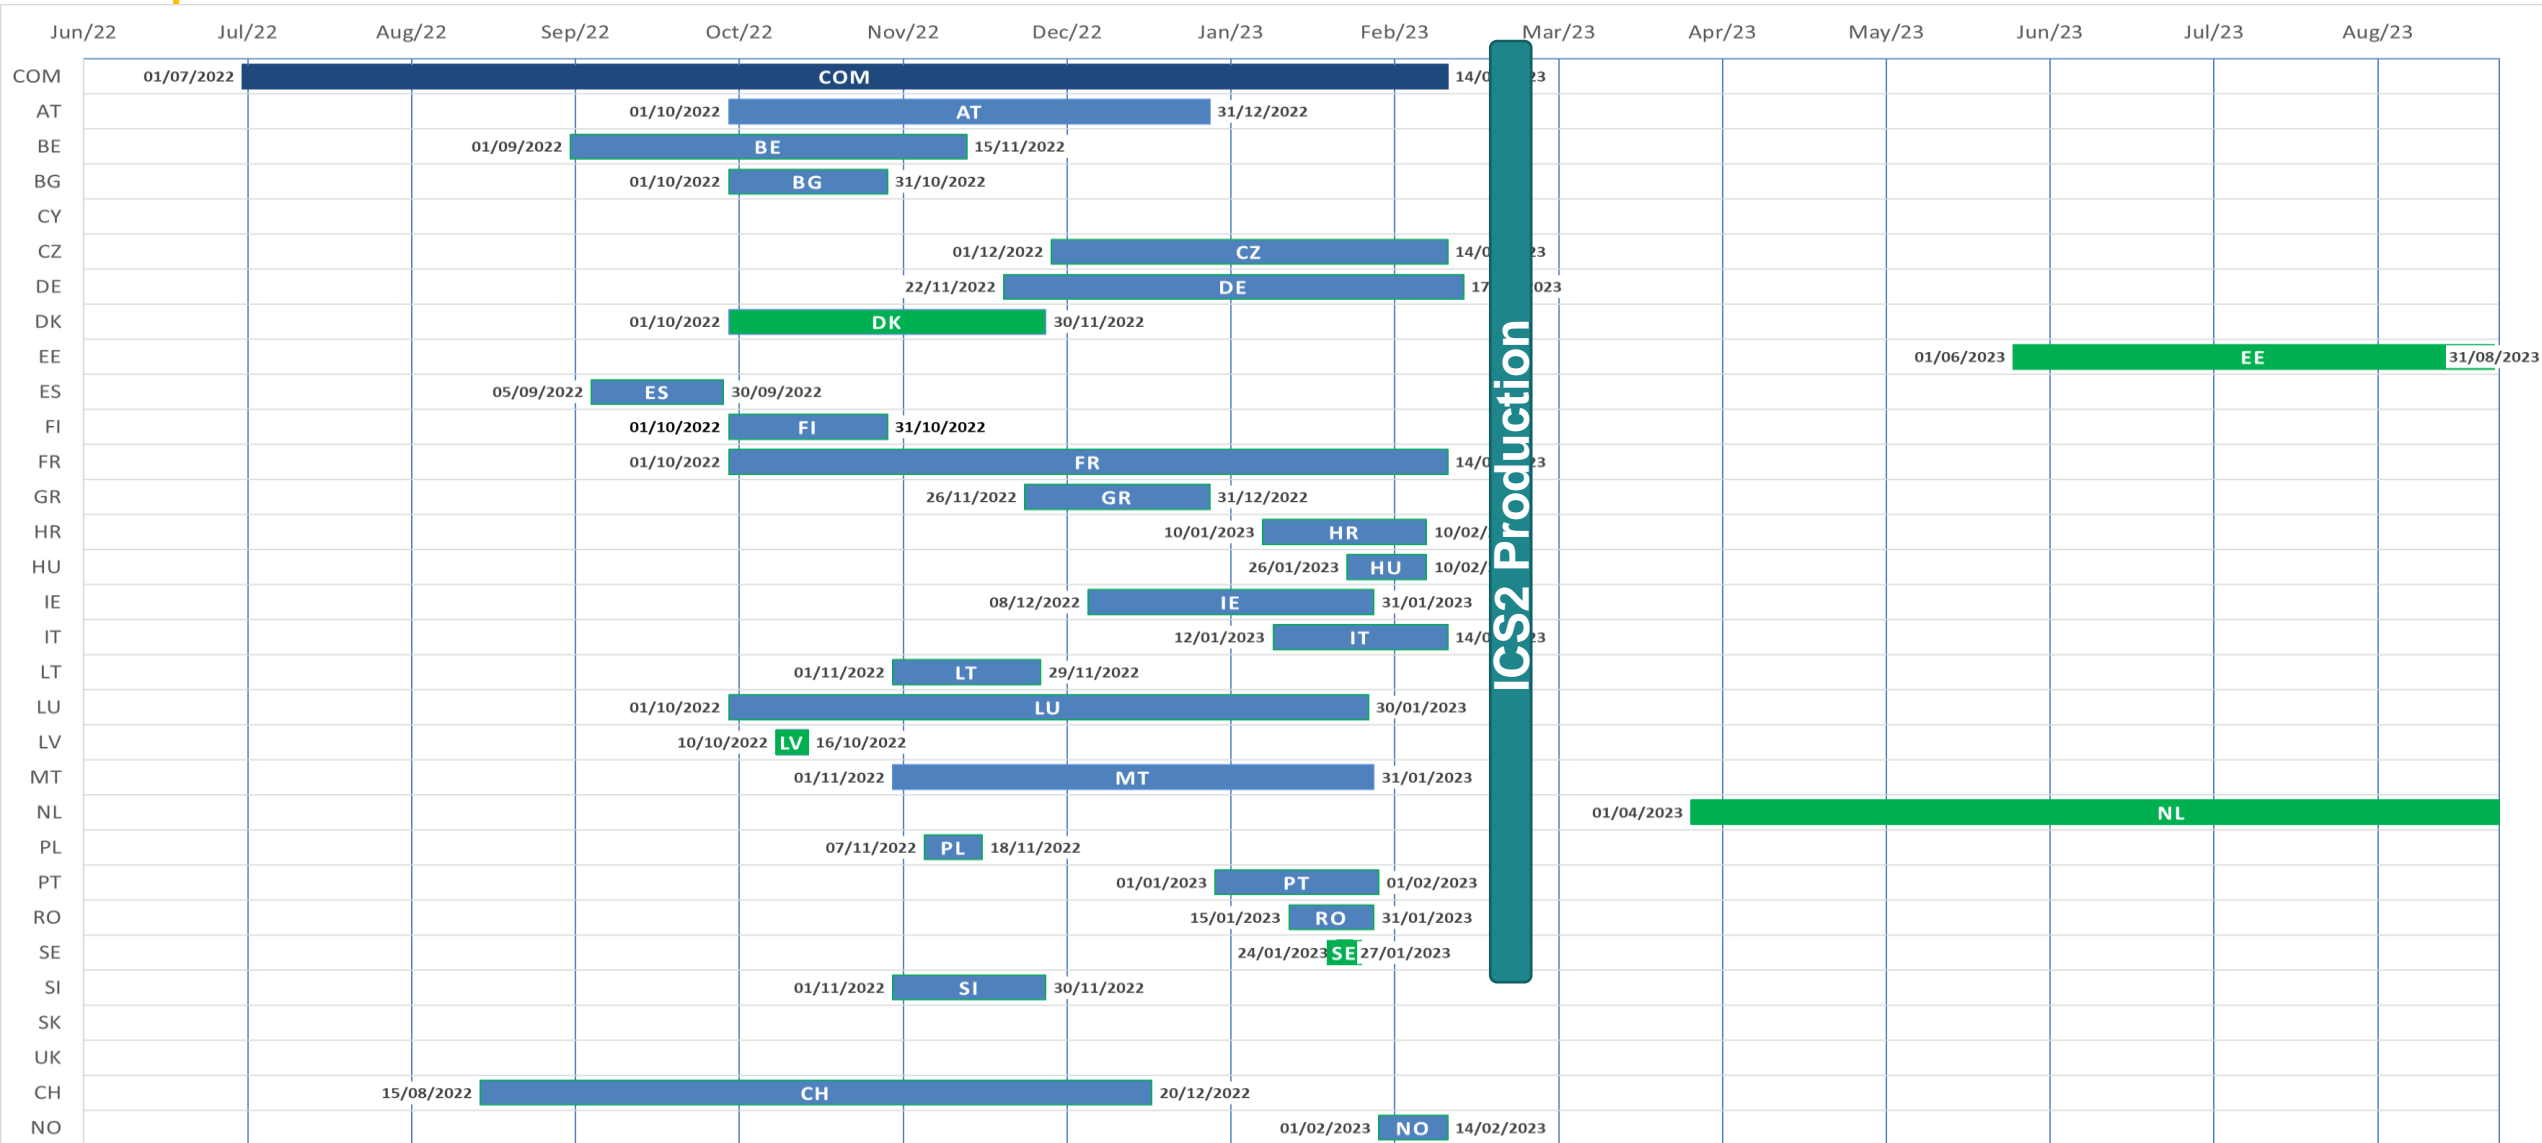 Jun/22 Jul/22 Aug/22 Sep/22 Oct/22 Nov/22 Dec/22 Jan/23 Feb/23 Mar/23 Apr/23 May/23 Jun/23 Jul/23 Aug/23
COM 01/07/2022 COM
AT 01/10/2022 AT 31/12/2022
BE 01/09/2022 BE 15/11/2022
BG 01/10/2022 BG 31/10/2022
CY
CZ 01/12/2022 CZ
DE 22/11/2022 DE
DK 01/10/2022 DK 30/11/2022
EE 01/06/2023 EE 31/08/2023
ES 05/09/2022 ES 30/09/2022
FI 01/10/2022 FI 31/10/2022
FR 01/10/2022 FR
GR 26/11/2022 GR 31/12/2022
HR 10/01/2023 HR 10/02/
HU 26/01/2023 HU 10/02/
IE 08/12/2022 IE 31/01/2023
IT 12/01/2023 IT
LT 01/11/2022 LT 29/11/2022
LU 01/10/2022 LU 30/01/2023
LV 10/10/2022 LV 16/10/2022
MT 01/11/2022 MT 31/01/2023
NL 01/04/2023 NL
PL 07/11/2022 PL 18/11/2022
PT 01/01/2023 PT 01/02/2023
RO 15/01/2023 RO 31/01/2023
SE 24/01/2023 SE 27/01/2023
SI 01/11/2022 SI 30/11/2022
SK
UK
CH 15/08/2022 CH 20/12/2022
NO 01/02/2023 NO 14/02/2023
ICS2 Production